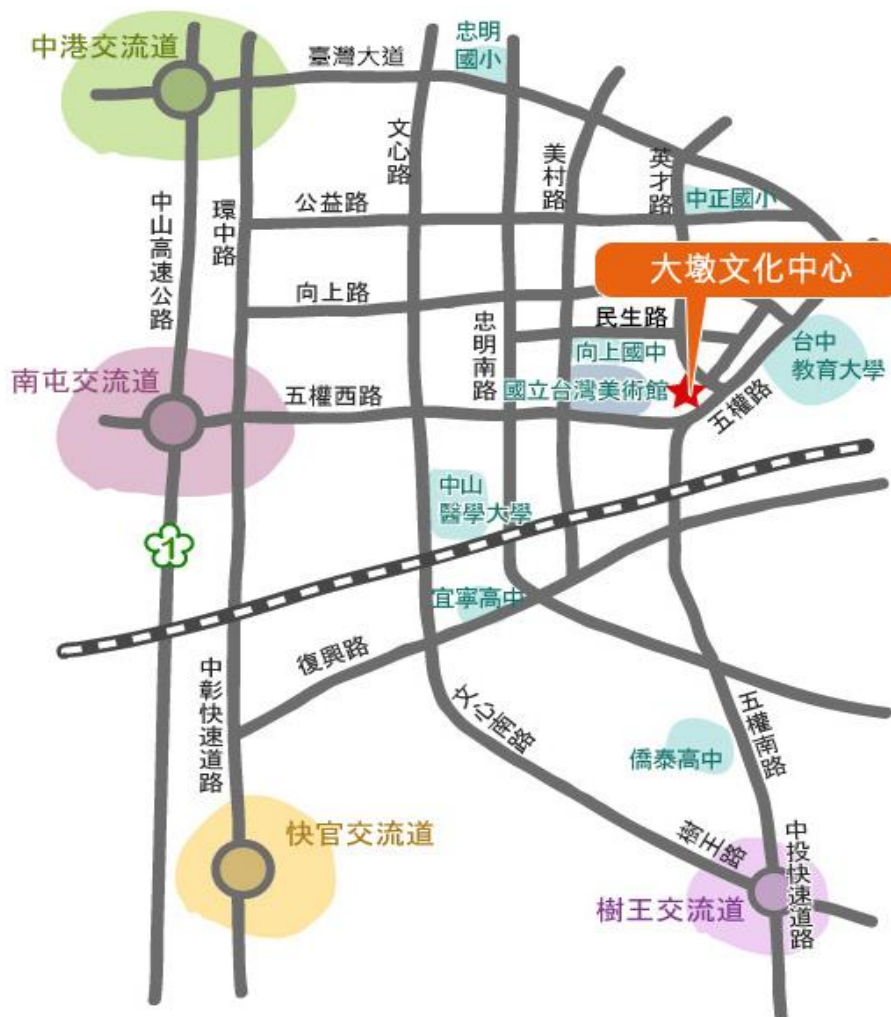 中港交流道
臺灣大道
忠明
國小
文心路
美村路
英才路
中山高速公路
環中路
公益路
中正國小
大墩文化中心
向上路
忠明南路
民生路
向上國中
台中
教育大學
南屯交流道
五權西路
國立台灣美術館
五權路
中山
醫學大學
1
宜寧高中
復興路
中彰快速道路
文心南路
五權南路
僑泰高中
快官交流道
樹王路
中投快速道路
樹王交流道